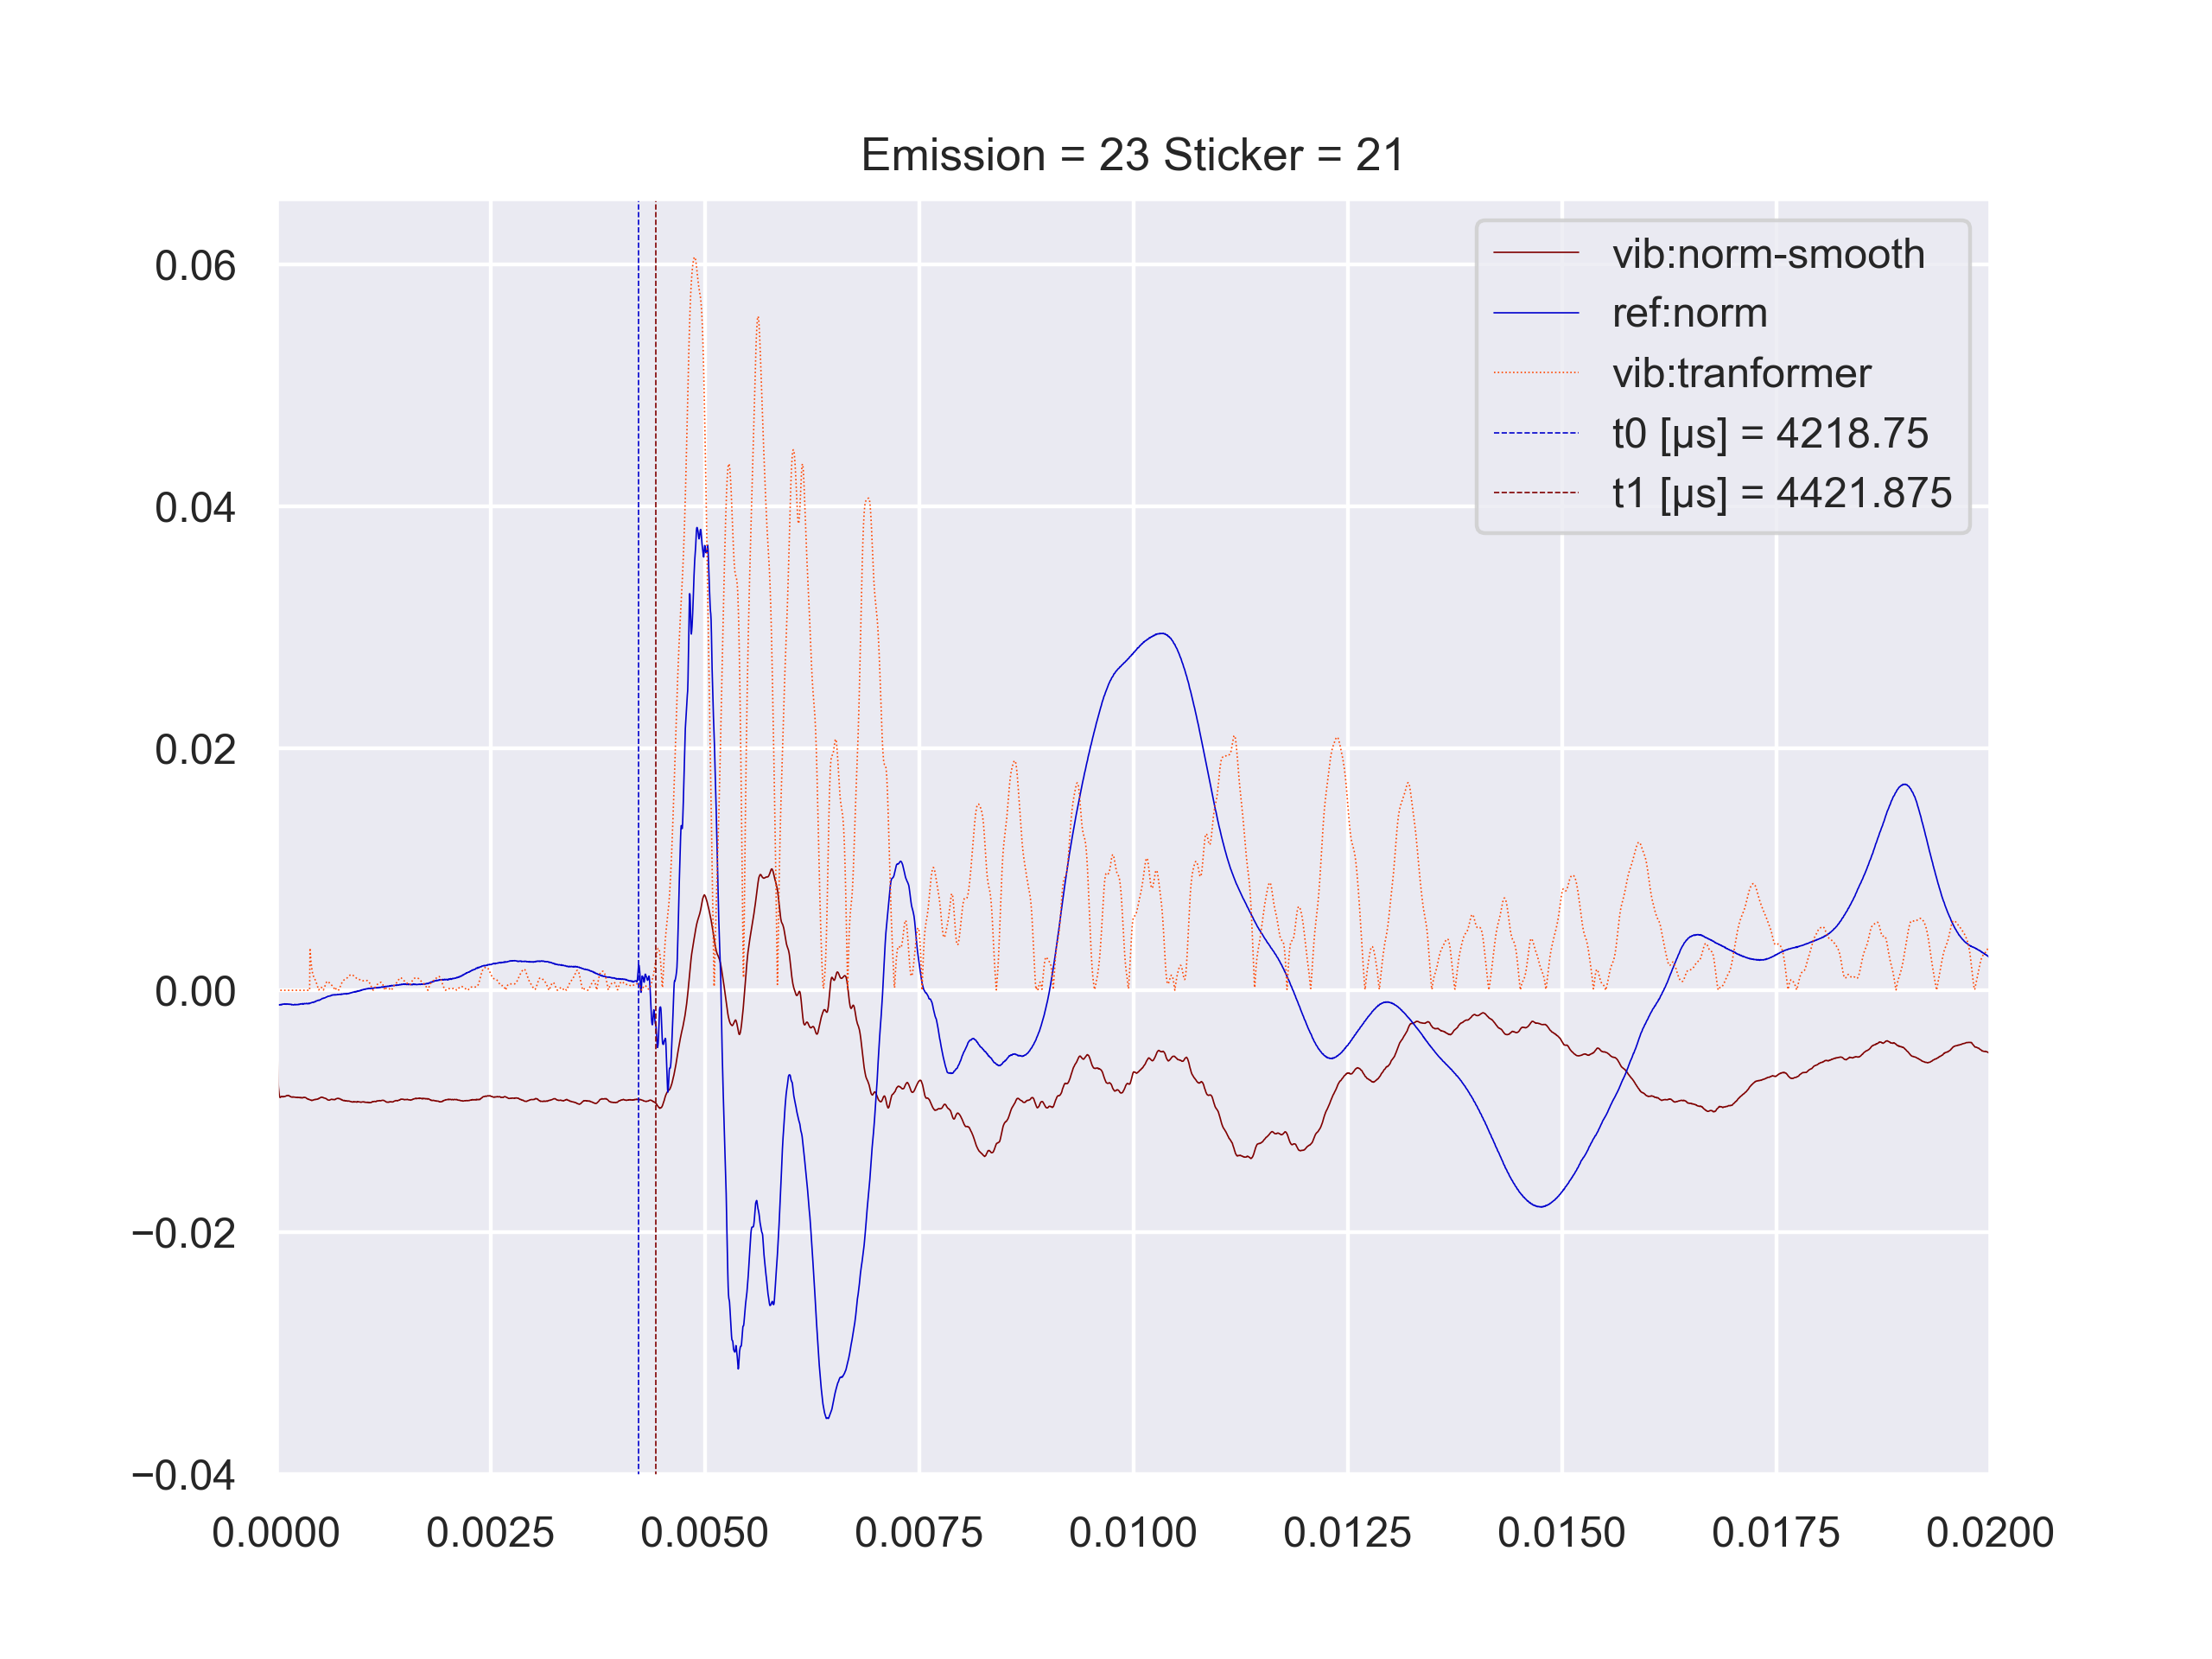 Emission = 23 Sticker = 21
vib:norm-smooth
ref:norm
vib:tranformer
t0 [µs] = 4218.75
t1 [µs] = 4421.875
0.06
0.04
0.02
0.00
−0.02
−0.04
0.0000 0.0025 0.0050 0.0075 0.0100 0.0125 0.0150 0.0175 0.0200